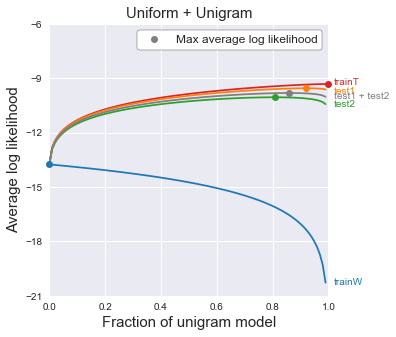 Uniform + Unigram
Max average log likelihood
Average log likelihood
−6
−9
−12
−15
−18
−21
trainT
test1
test1 + test2
test2
trainW
0.0 0.2 0.4 0.6 0.8 1.0
Fraction of unigram model